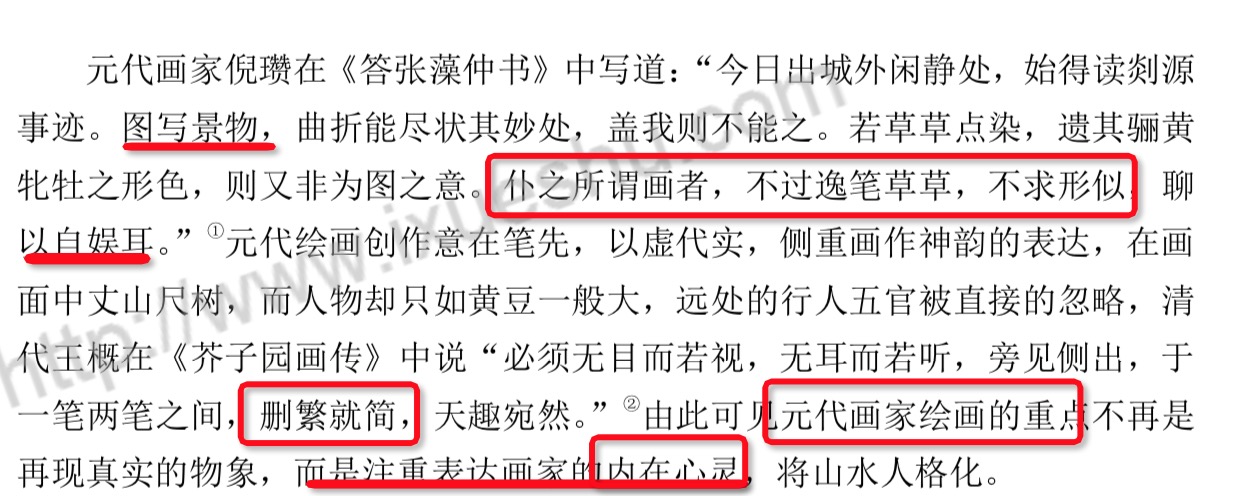 元代画家倪瓒在《答张藻仲书》中写道：“今日出城外闲静处，始得读剡源
事迹。图写景物，曲折能尽状其妙处，盖我则不能之。若草草点染，遗其骊黄
牝牡之形色，则又非为图之意。仆之所谓画者，不过逸笔草草，不求形似，聊
以自娱耳。”①元代绘画创作意在笔先，以虚代实，侧重画作神韵的表达，在画
面中丈山尺树，而人物却只如黄豆一般大，远处的行人五官被直接的忽略，清
代王概在《芥子园画传》中说“必须无目而若视，无耳而若听，旁见侧出，于
一笔两笔之间，删繁就简，天趣宛然。”②由此可见元代画家绘画的重点不再是
再现真实的物象，而是注重表达画家的内在心灵，将山水人格化。
http://www.ixueshu.com